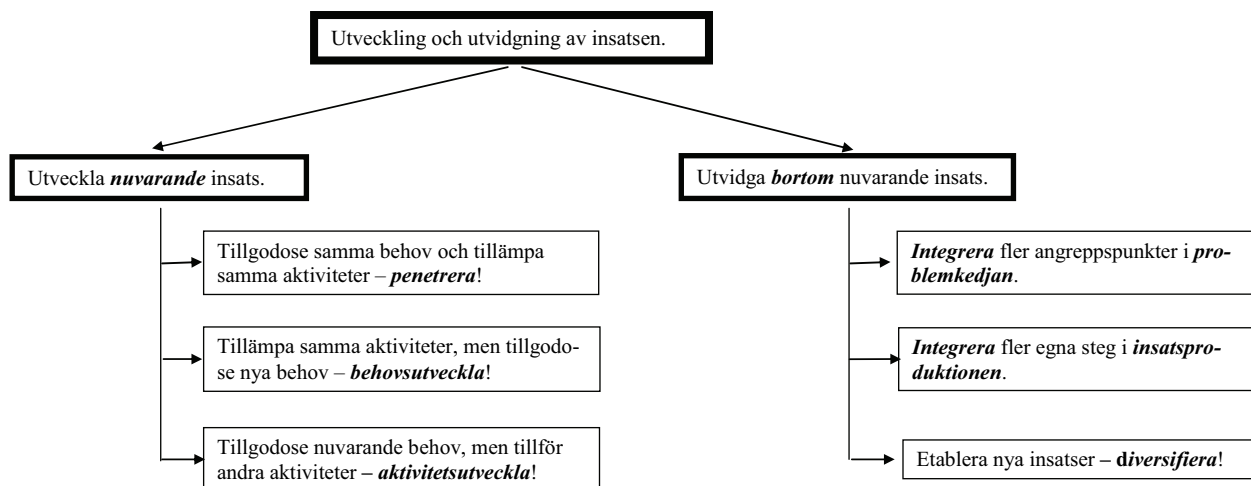 Utveckling och utvidgning av insatsen.
Utveckla nuvarande insats.
Tillgodose samma behov och tillämpa
samma aktiviteter – penetrera!
Tillämpa samma aktiviteter, men tillgodo-
se nya behov – behovsutveckla!
Tillgodose nuvarande behov, men tillför
andra aktiviteter – aktivitetsutveckla!
Utvidga bortom nuvarande insats.
Integrera fler angreppspunkter i pro-
blemkedjan.
Integrera fler egna steg i insatspro-
duktionen.
Etablera nya insatser – diversifiera!